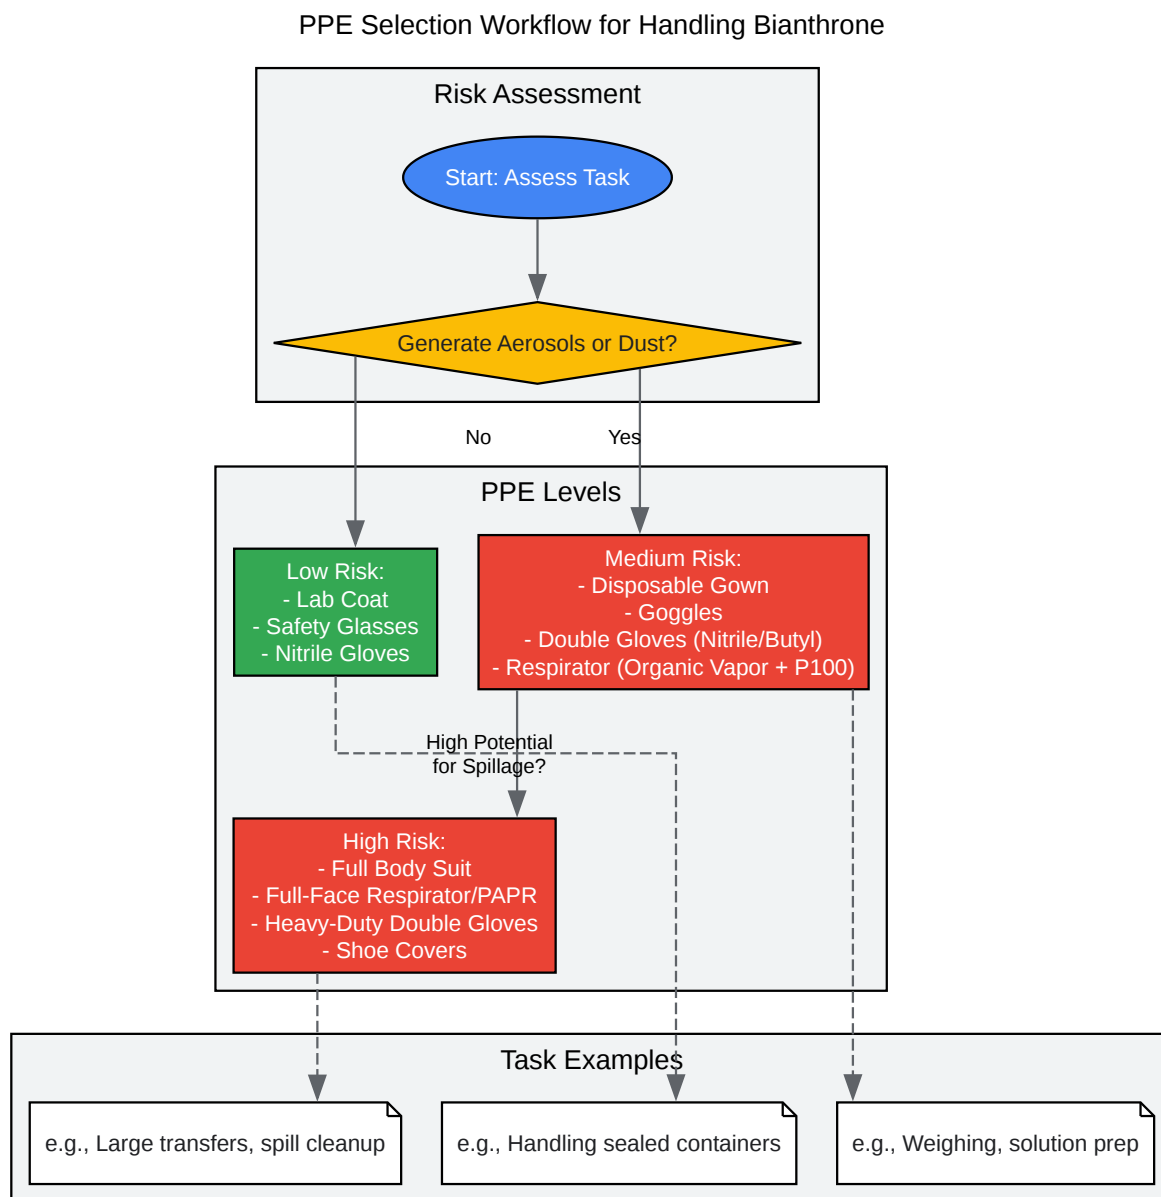 PPE Selection Workflow for Handling Bianthrone
Risk Assessment
Start: Assess Task
Generate Aerosols or Dust?
No
Yes
PPE Levels
Low Risk:
- Lab Coat
- Safety Glasses
- Nitrile Gloves
Medium Risk:
- Disposable Gown
- Goggles
- Double Gloves (Nitrile/Butyl)
- Respirator (Organic Vapor + P100)
High Potential
for Spillage?
High Risk:
- Full Body Suit
- Full-Face Respirator/PAPR
- Heavy-Duty Double Gloves
- Shoe Covers
Task Examples
e.g., Large transfers, spill cleanup
e.g., Handling sealed containers
e.g., Weighing, solution prep